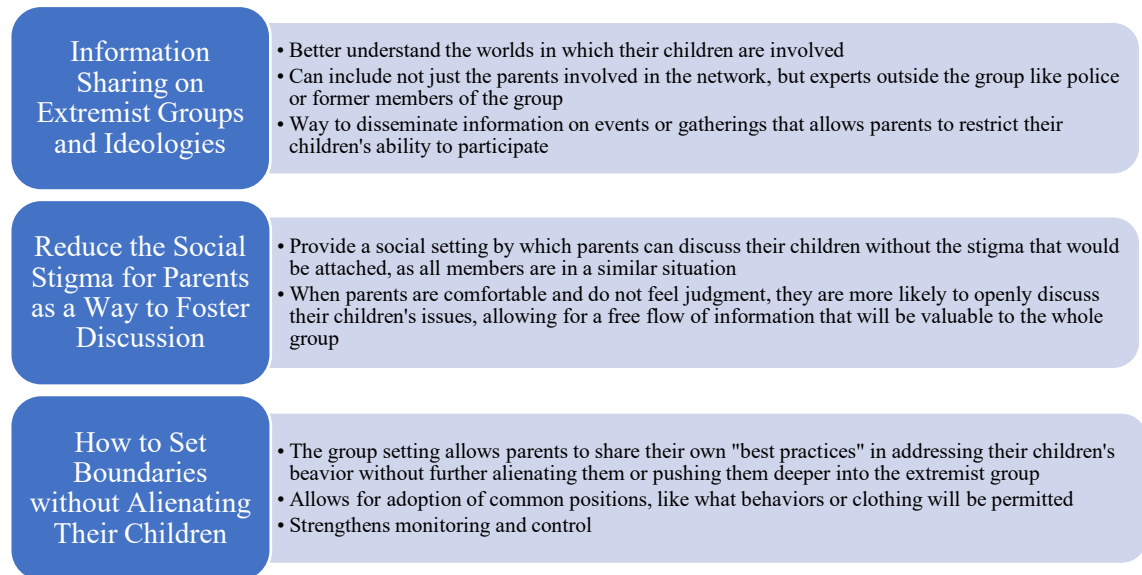 Information
Sharing on
Extremist Groups
and Ideologies
• Better understand the worlds in which their children are involved
• Can include not just the parents involved in the network, but experts outside the group like police
or former members of the group
• Way to disseminate information on events or gatherings that allows parents to restrict their
children's ability to participate
Reduce the Social
Stigma for Parents
as a Way to Foster
Discussion
• Provide a social setting by which parents can discuss their children without the stigma that would
be attached, as all members are in a similar situation
• When parents are comfortable and do not feel judgment, they are more likely to openly discuss
their children's issues, allowing for a free flow of information that will be valuable to the whole
group
How to Set
Boundaries
without Alienating
Their Children
• The group setting allows parents to share their own "best practices" in addressing their children's
beavior without further alienating them or pushing them deeper into the extremist group
• Allows for adoption of common positions, like what behaviors or clothing will be permitted
• Strengthens monitoring and control